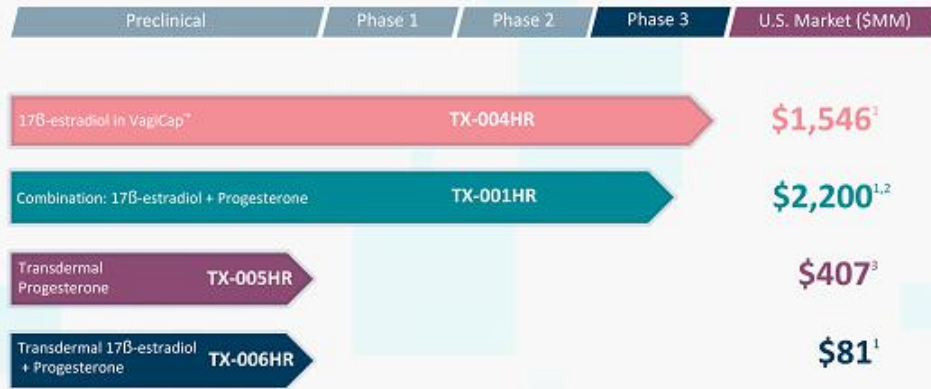 Preclinical Phase 1 Phase 2 Phase 3 U.S. Market ($MM)
17ß-estradiol in VagiCap™ TX-004HR $1,546¹
Combination: 17ß-estradiol + Progesterone TX-001HR $2,200¹,²
Transdermal
Progesterone TX-005HR $407³
Transdermal 17ß-estradiol
+ Progesterone TX-006HR $81¹